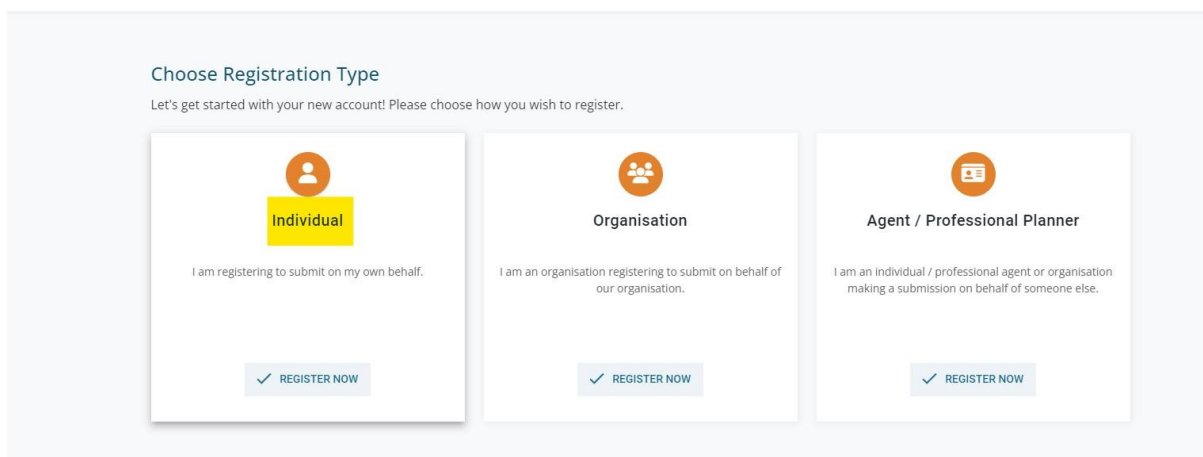 Choose Registration Type
Let's get started with your new account! Please choose how you wish to register.
Individual
I am registering to submit on my own behalf.
REGISTER NOW
Organisation
I am an organisation registering to submit on behalf of
our organisation.
REGISTER NOW
Agent / Professional Planner
I am an individual / professional agent or organisation
making a submission on behalf of someone else.
REGISTER NOW